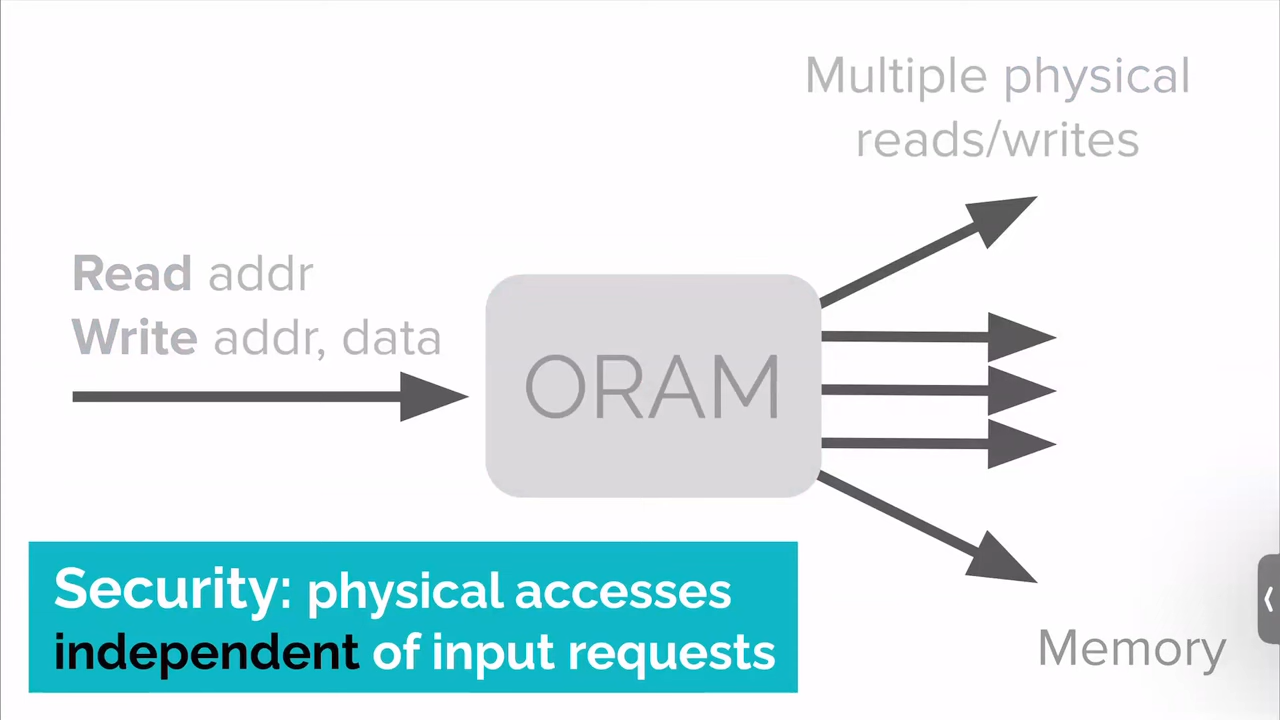 Multiple physical
reads/writes
Read addr
Write addr, data
ORAM
Security: physical accesses
independent of input requests
Memory